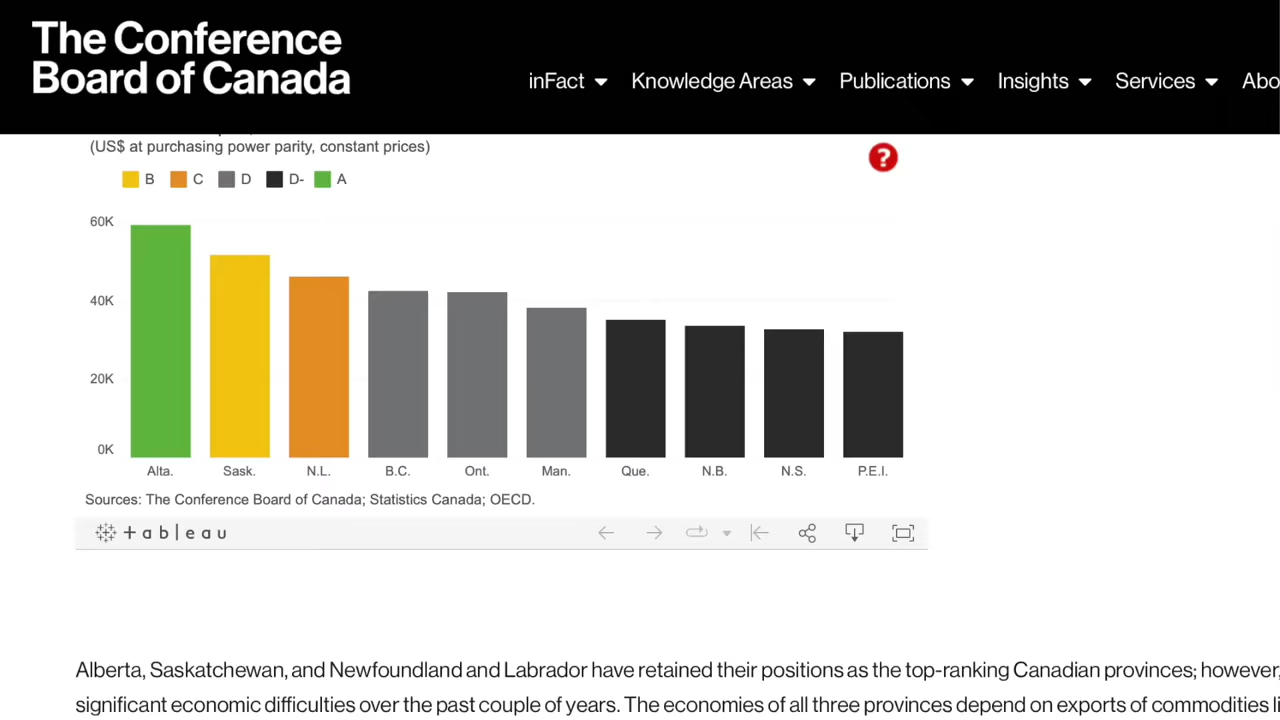 The Conference
Board of Canada
inFact Knowledge Areas Publications Insights Services Abo
(US$ at purchasing power parity, constant prices)
?
B C D D- A
60K
40K
20K
0K
Alta. Sask. N.L. B.C. Ont. Man. Que. N.B. N.S. P.E.I.
Sources: The Conference Board of Canada; Statistics Canada; OECD.
+ a b l e a u
Alberta, Saskatchewan, and Newfoundland and Labrador have retained their positions as the top-ranking Canadian provinces; however,
significant economic difficulties over the past couple of years. The economies of all three provinces depend on exports of commodities li